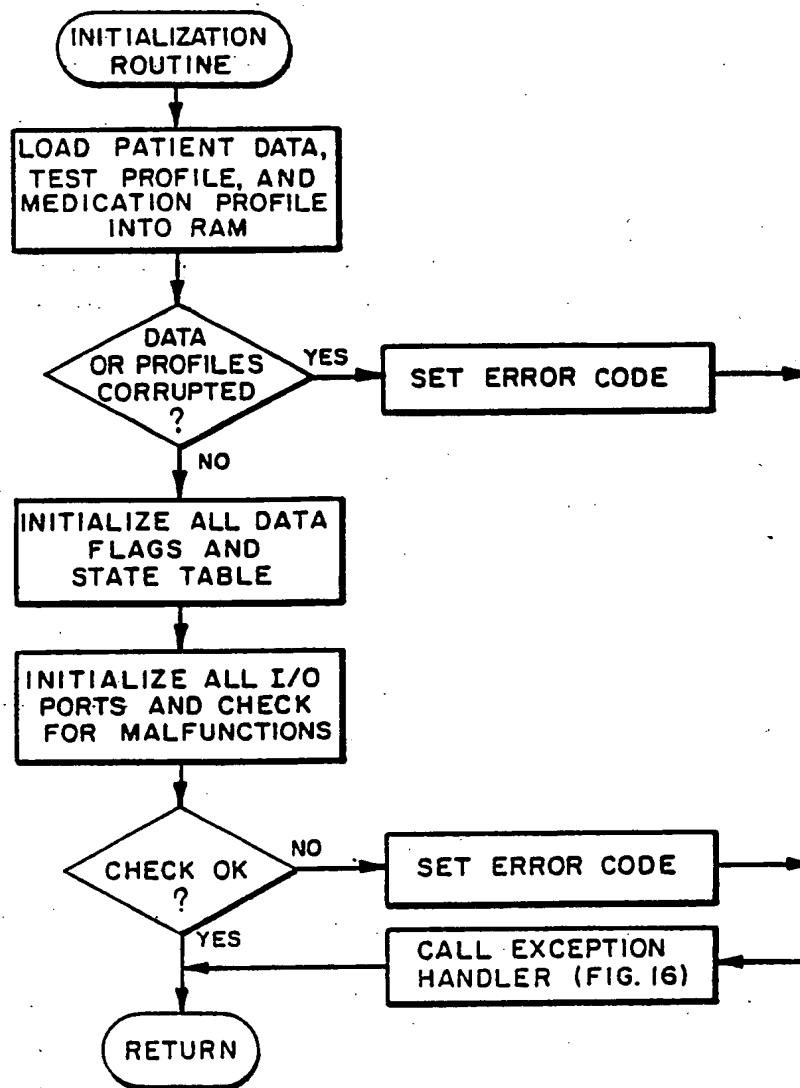 INITIALIZATION
ROUTINE
LOAD PATIENT DATA,
TEST PROFILE, AND
MEDICATION PROFILE
INTO RAM
DATA
OR PROFILES
CORRUPTED
?
YES
SET ERROR CODE
NO
INITIALIZE ALL DATA
FLAGS AND
STATE TABLE
INITIALIZE ALL I/O
PORTS AND CHECK
FOR MALFUNCTIONS
CHECK OK
?
NO
SET ERROR CODE
YES
CALL EXCEPTION
HANDLER (FIG. 16)
RETURN